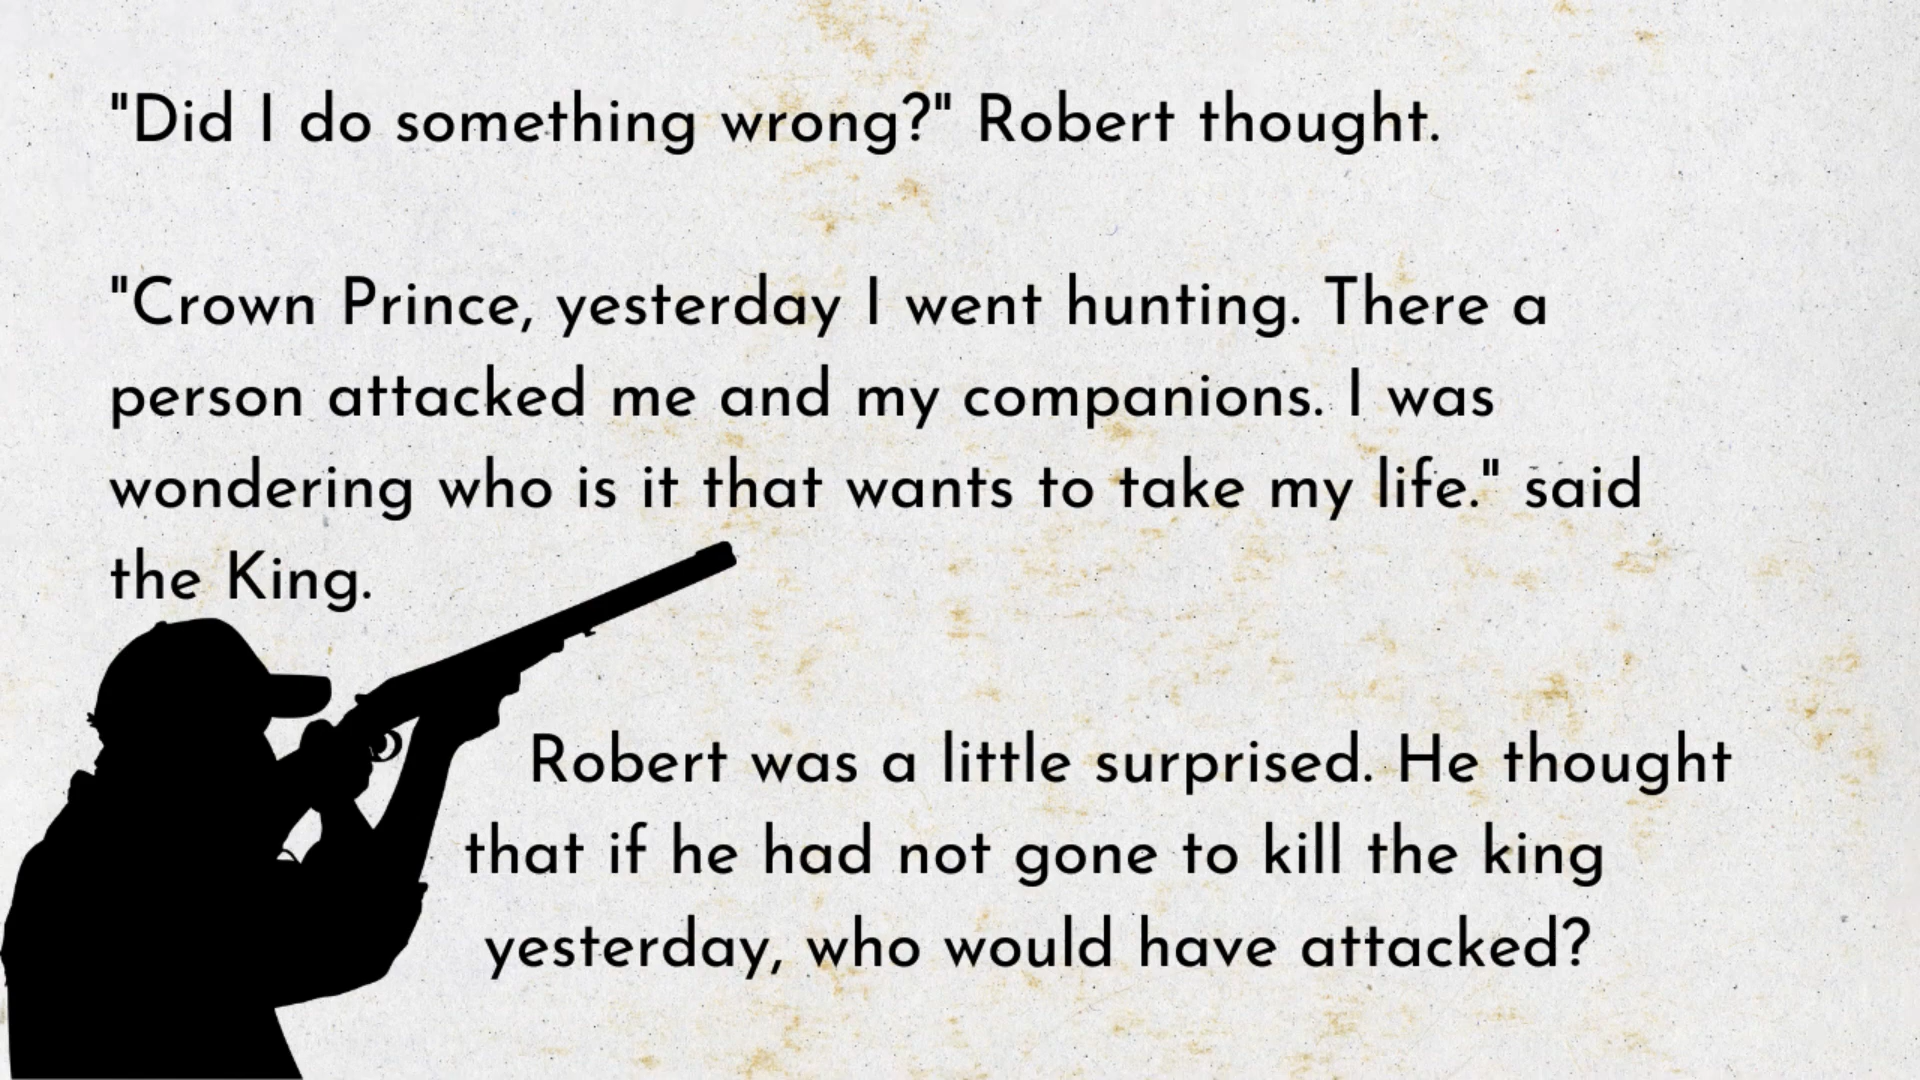 "Did I do something wrong?" Robert thought.
"Crown Prince, yesterday I went hunting. There a
person attacked me and my companions. I was
wondering who is it that wants to take my life." said
the King.
Robert was a little surprised. He thought
that if he had not gone to kill the king
yesterday, who would have attacked?